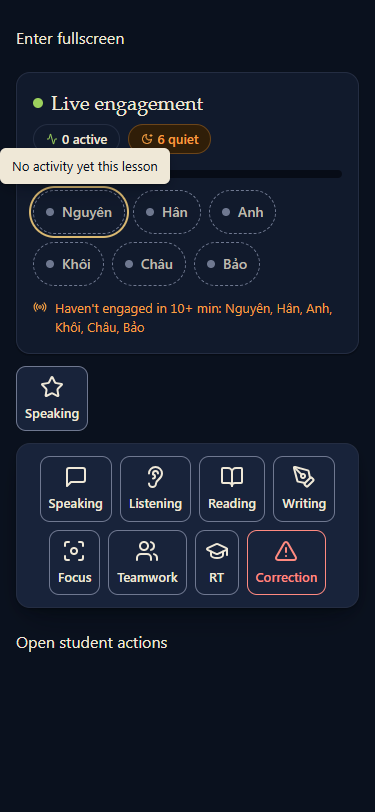 Enter fullscreen
Live engagement
0 active
6 quiet
No activity yet this lesson
Nguyên
Hân
Anh
Khôi
Châu
Bảo
Haven't engaged in 10+ min: Nguyên, Hân, Anh,
Khôi, Châu, Bảo
Speaking
Speaking
Listening
Reading
Writing
Focus
Teamwork
RT
Correction
Open student actions